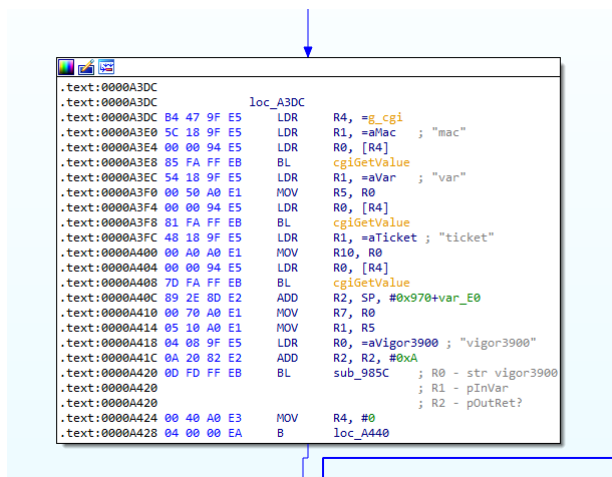 .text:0000A3DC
.text:0000A3DC loc_A3DC
.text:0000A3DC B4 47 9F E5 LDR R4, =g_cgi
.text:0000A3E0 5C 18 9F E5 LDR R1, =aMac ; "mac"
.text:0000A3E4 00 00 94 E5 LDR R0, [R4]
.text:0000A3E8 85 FA FF EB BL cgiGetValue
.text:0000A3EC 54 18 9F E5 LDR R1, =aVar ; "var"
.text:0000A3F0 00 50 A0 E1 MOV R5, R0
.text:0000A3F4 00 00 94 E5 LDR R0, [R4]
.text:0000A3F8 81 FA FF EB BL cgiGetValue
.text:0000A3FC 48 18 9F E5 LDR R1, =aTicket ; "ticket"
.text:0000A400 00 A0 A0 E1 MOV R10, R0
.text:0000A404 00 00 94 E5 LDR R0, [R4]
.text:0000A408 7D FA FF EB BL cgiGetValue
.text:0000A40C 89 2E 8D E2 ADD R2, SP, #0x970+var_E0
.text:0000A410 00 70 A0 E1 MOV R7, R0
.text:0000A414 05 10 A0 E1 MOV R1, R5
.text:0000A418 04 08 9F E5 LDR R0, =aVigor3900 ; "vigor3900"
.text:0000A41C 0A 20 82 E2 ADD R2, R2, #0xA
.text:0000A420 0D FD FF EB BL sub_985C ; R0 - str vigor3900
.text:0000A420 ; R1 - pInVar
.text:0000A420 ; R2 - pOutRet?
.text:0000A424 00 40 A0 E3 MOV R4, #0
.text:0000A428 04 00 00 EA B loc_A440